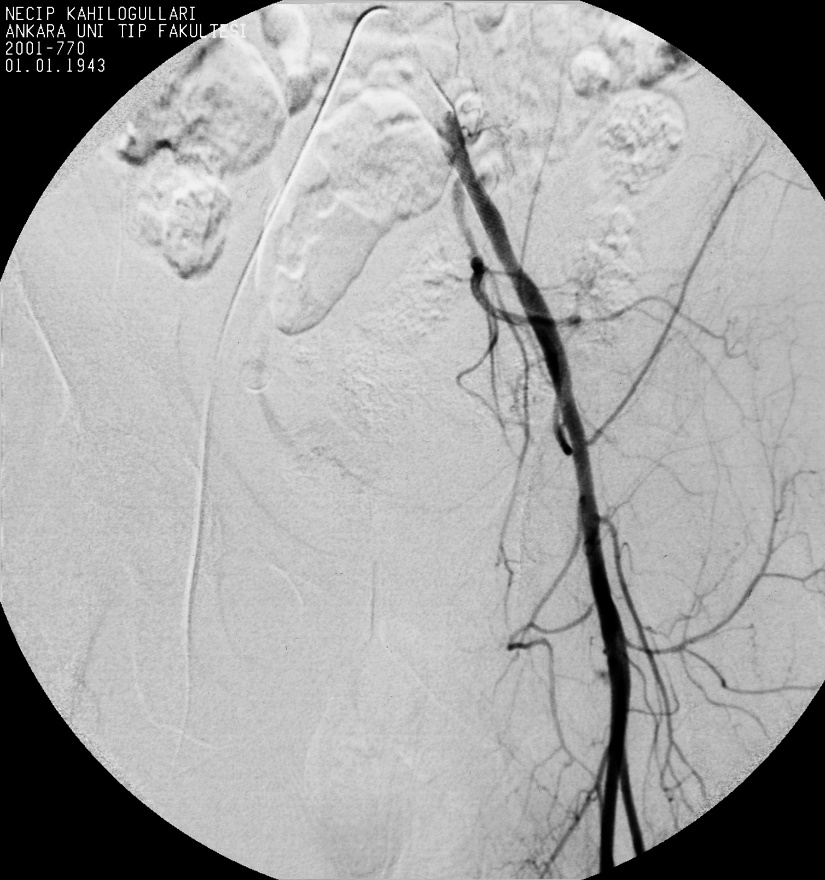 NECIP KAHILOGULLARI
ANKARA UNI TIP FAKULTESI
2001-770
01.01.1943